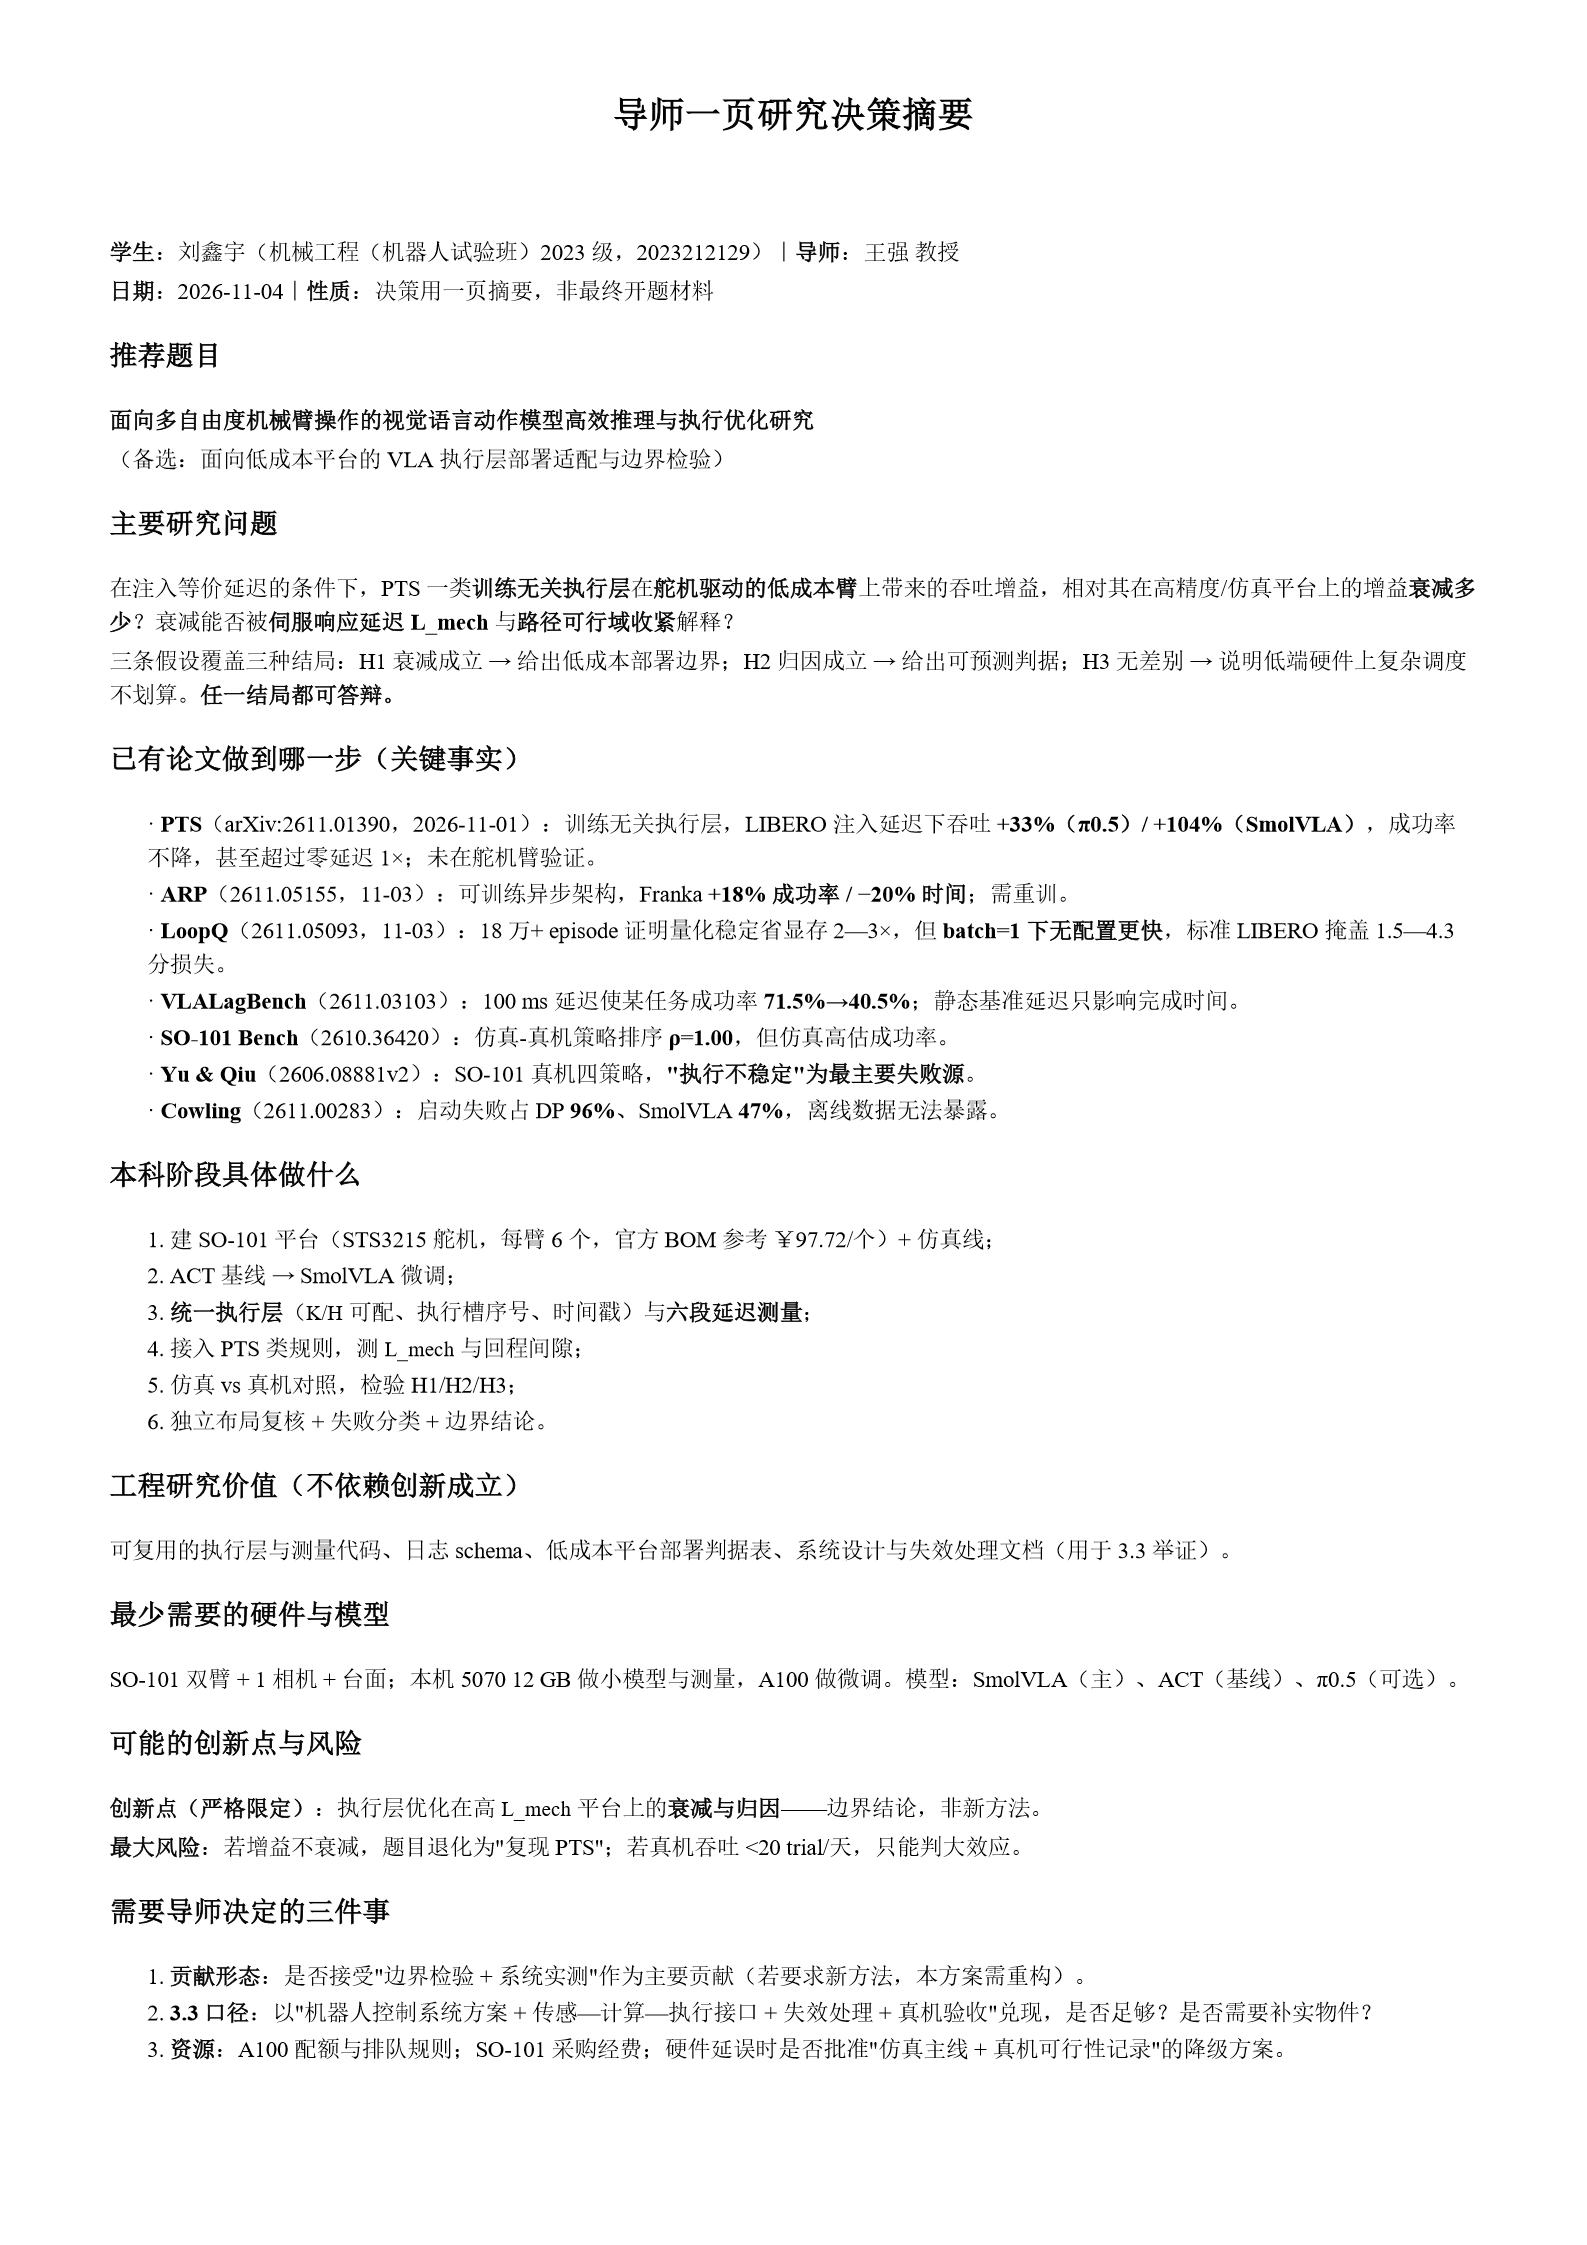 导师一页研究决策摘要
学生：刘鑫宇（机械工程（机器人试验班）2023 级，2023212129）｜导师：王强 教授
日期：2026-11-04｜性质：决策用一页摘要，非最终开题材料
推荐题目
面向多自由度机械臂操作的视觉语言动作模型高效推理与执行优化研究
（备选：面向低成本平台的 VLA 执行层部署适配与边界检验）
主要研究问题
在注入等价延迟的条件下，PTS 一类训练无关执行层在舵机驱动的低成本臂上带来的吞吐增益，相对其在高精度/仿真平台上的增益衰减多
少？衰减能否被伺服响应延迟 L_mech 与路径可行域收紧解释？
三条假设覆盖三种结局：H1 衰减成立 → 给出低成本部署边界；H2 归因成立 → 给出可预测判据；H3 无差别 → 说明低端硬件上复杂调度
不划算。任一结局都可答辩。
已有论文做到哪一步（关键事实）
· PTS（arXiv:2611.01390，2026-11-01）：训练无关执行层，LIBERO 注入延迟下吞吐 +33%（π0.5）/ +104%（SmolVLA），成功率
不降，甚至超过零延迟 1×；未在舵机臂验证。
· ARP（2611.05155，11-03）：可训练异步架构，Franka +18% 成功率 / −20% 时间；需重训。
· LoopQ（2611.05093，11-03）：18 万+ episode 证明量化稳定省显存 2—3×，但 batch=1 下无配置更快，标准 LIBERO 掩盖 1.5—4.3
分损失。
· VLALagBench（2611.03103）：100 ms 延迟使某任务成功率 71.5%→40.5%；静态基准延迟只影响完成时间。
· SO-101 Bench（2610.36420）：仿真-真机策略排序 ρ=1.00，但仿真高估成功率。
· Yu & Qiu（2606.08881v2）：SO-101 真机四策略，"执行不稳定"为最主要失败源。
· Cowling（2611.00283）：启动失败占 DP 96%、SmolVLA 47%，离线数据无法暴露。
本科阶段具体做什么
1. 建 SO-101 平台（STS3215 舵机，每臂 6 个，官方 BOM 参考 ￥97.72/个）+ 仿真线；
2. ACT 基线 → SmolVLA 微调；
3. 统一执行层（K/H 可配、执行槽序号、时间戳）与六段延迟测量；
4. 接入 PTS 类规则，测 L_mech 与回程间隙；
5. 仿真 vs 真机对照，检验 H1/H2/H3；
6. 独立布局复核 + 失败分类 + 边界结论。
工程研究价值（不依赖创新成立）
可复用的执行层与测量代码、日志 schema、低成本平台部署判据表、系统设计与失效处理文档（用于 3.3 举证）。
最少需要的硬件与模型
SO-101 双臂 + 1 相机 + 台面；本机 5070 12 GB 做小模型与测量，A100 做微调。模型：SmolVLA（主）、ACT（基线）、π0.5（可选）。
可能的创新点与风险
创新点（严格限定）：执行层优化在高 L_mech 平台上的衰减与归因——边界结论，非新方法。
最大风险：若增益不衰减，题目退化为"复现 PTS"；若真机吞吐 <20 trial/天，只能判大效应。
需要导师决定的三件事
1. 贡献形态：是否接受"边界检验 + 系统实测"作为主要贡献（若要求新方法，本方案需重构）。
2. 3.3 口径：以"机器人控制系统方案 + 传感—计算—执行接口 + 失效处理 + 真机验收"兑现，是否足够？是否需要补实物件？
3. 资源：A100 配额与排队规则；SO-101 采购经费；硬件延误时是否批准"仿真主线 + 真机可行性记录"的降级方案。